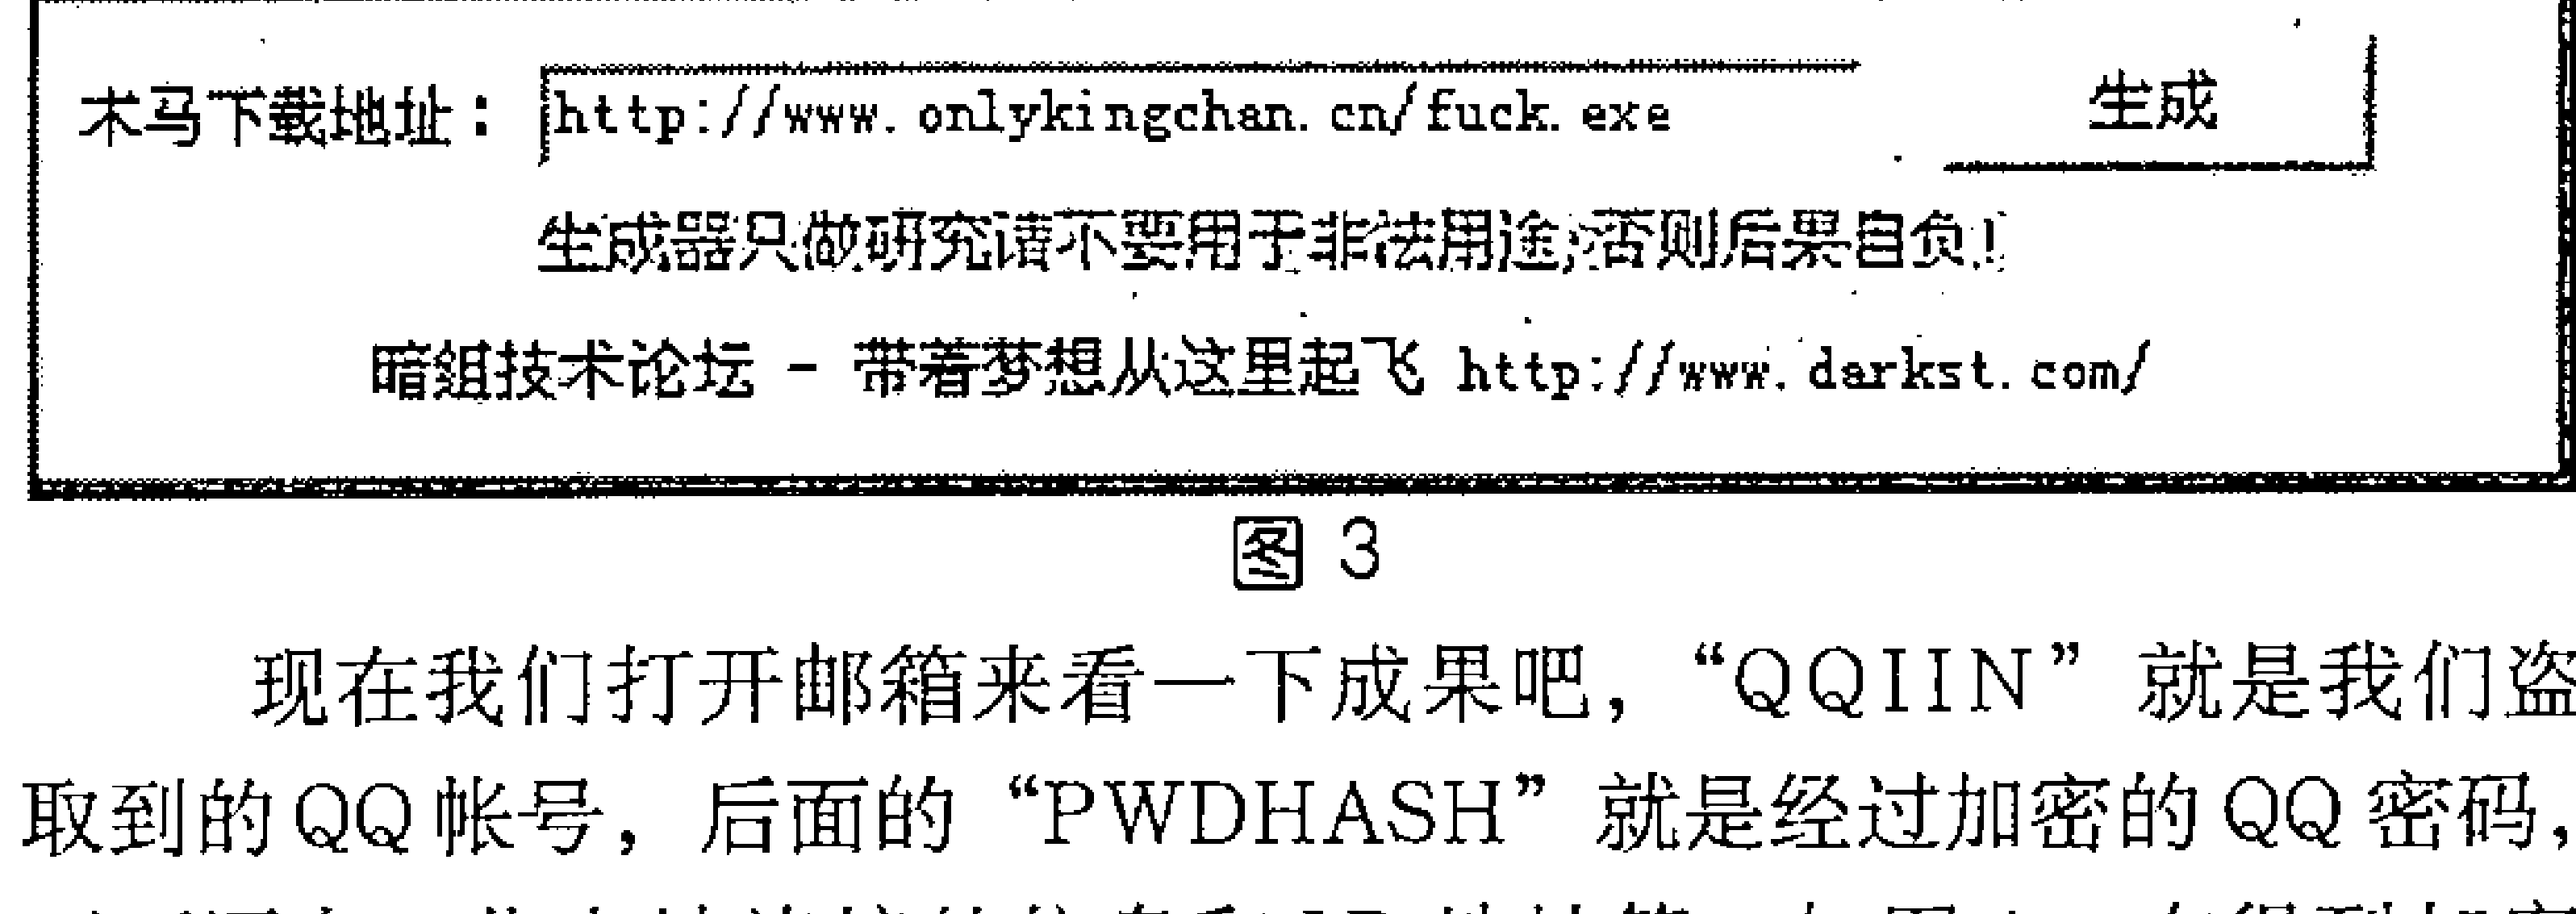 木马下载地址： http://www.onlykingchan.cn/fuck.exe 生成
生成器只做研究请不要用于非法用途,否则后果自负!
暗组技术论坛 - 带着梦想从这里起飞 http://www.darkst.com/
图 3
现在我们打开邮箱来看一下成果吧，“QQIIN”就是我们盗
取到的QQ帐号，后面的“PWDHASH”就是经过加密的QQ密码，